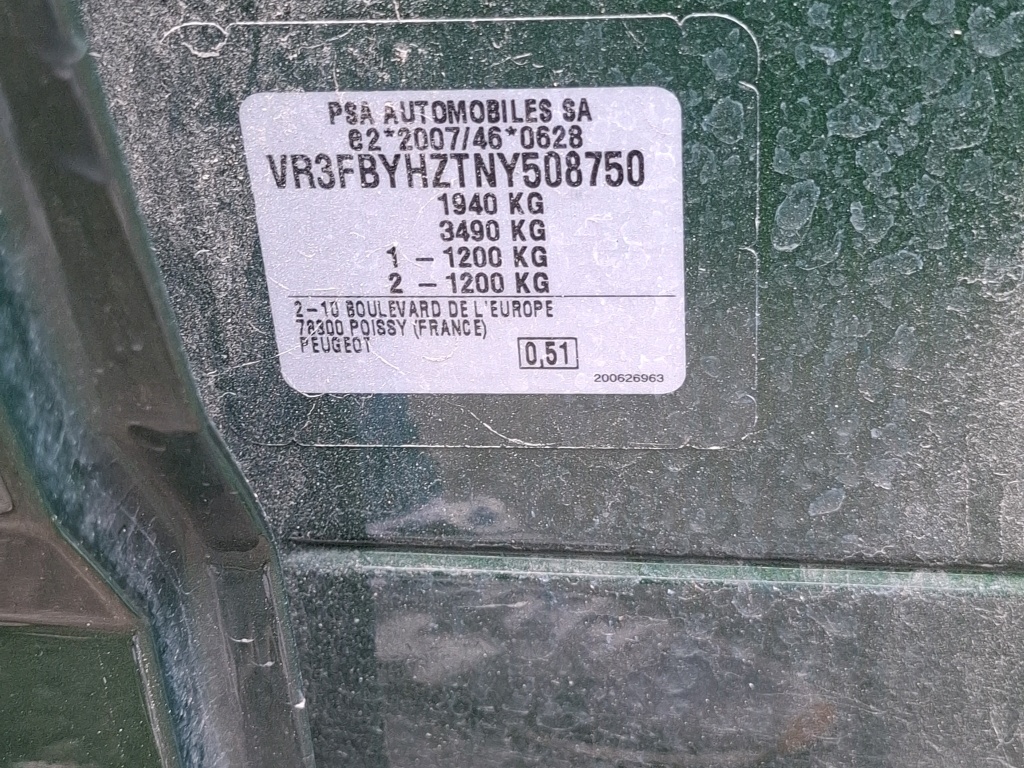 PSA AUTOMOBILES SA
e2*2007/46*0628
VR3FBYHZTNY508750
1940 KG
3490 KG
1 – 1200 KG
2 – 1200 KG
2-10 BOULEVARD DE L'EUROPE
78300 POISSY (FRANCE)
PEUGEOT
0,51
200626963